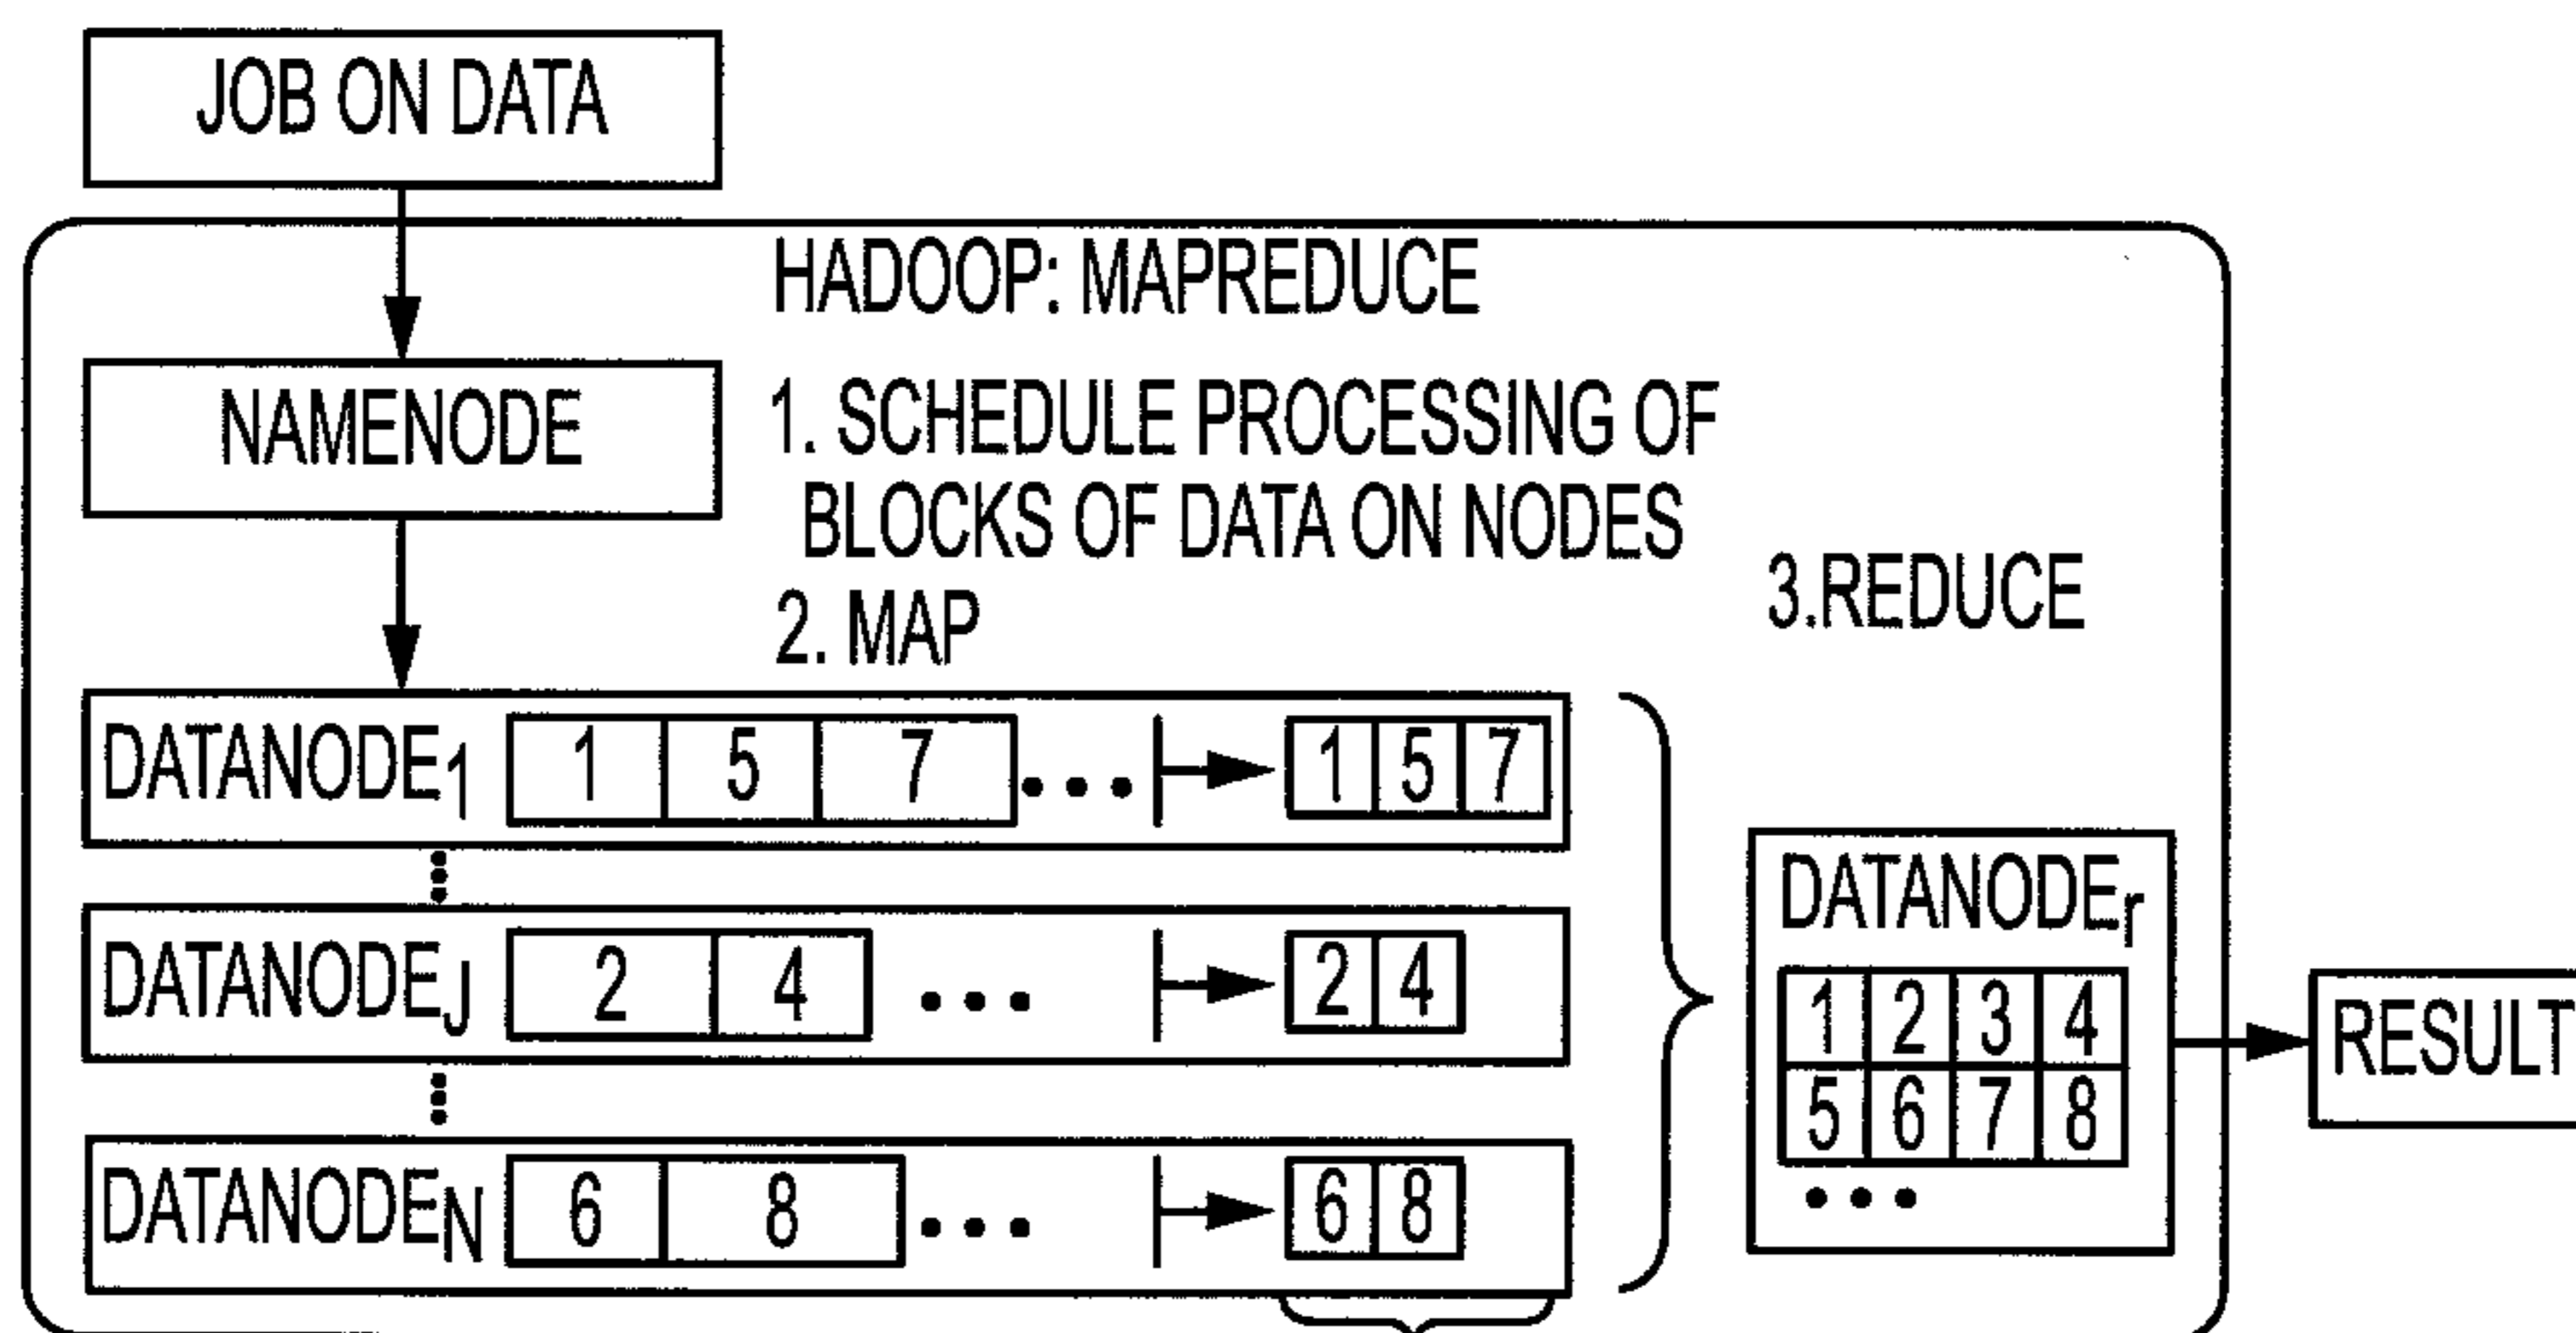 JOB ON DATA
HADOOP: MAPREDUCE
NAMENODE
1. SCHEDULE PROCESSING OF
BLOCKS OF DATA ON NODES
2. MAP
3.REDUCE
DATANODE1 1 5 7 ... 1 5 7
DATANODEJ 2 4 ... 2 4
DATANODEN 6 8 ... 6 8
DATANODEr
1 2 3 4
5 6 7 8
...
RESULT